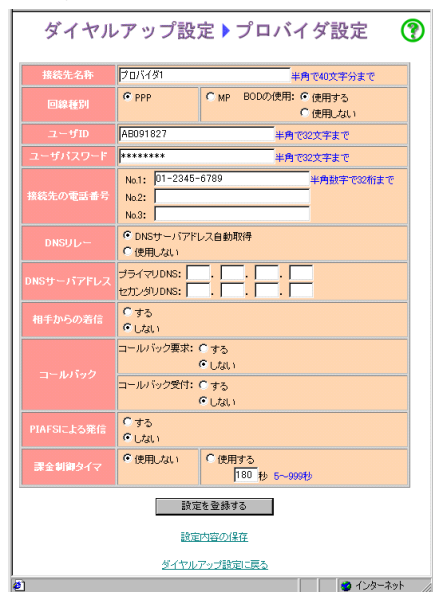 ダイヤルアップ設定 プロバイダ設定 ?
接続先名称 プロバイダ1 半角で40文字分まで
回線種別 PPP MP BODの使用: 使用する
使用しない
ユーザID AB091827 半角で32文字まで
ユーザパスワード ******** 半角で32文字まで
接続先の電話番号 No.1: 01-2345-6789 半角数字で32桁まで
No.2:
No.3:
DNSリレー DNSサーバアドレス自動取得
使用しない
DNSサーバアドレス プライマリDNS: . . .
セカンダリDNS: . . .
相手からの着信 する
しない
コールバック コールバック要求: する
しない
コールバック受付: する
しない
PIAFSによる発信 する
しない
課金制御タイマ 使用しない 使用する
180 秒 5～999秒
設定を登録する
設定内容の保存
ダイヤルアップ設定に戻る
インターネット